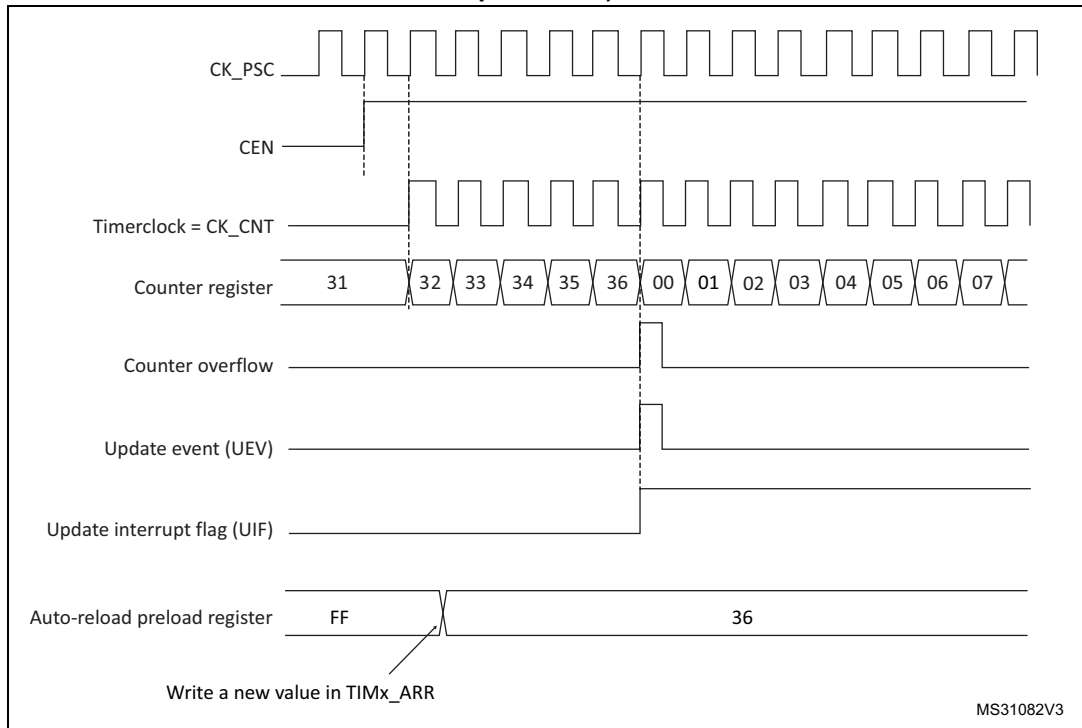 CK_PSC
CEN
Timerclock = CK_CNT
Counter register 31 32 33 34 35 36 00 01 02 03 04 05 06 07
Counter overflow
Update event (UEV)
Update interrupt flag (UIF)
Auto-reload preload register FF 36
Write a new value in TIMx_ARR
MS31082V3